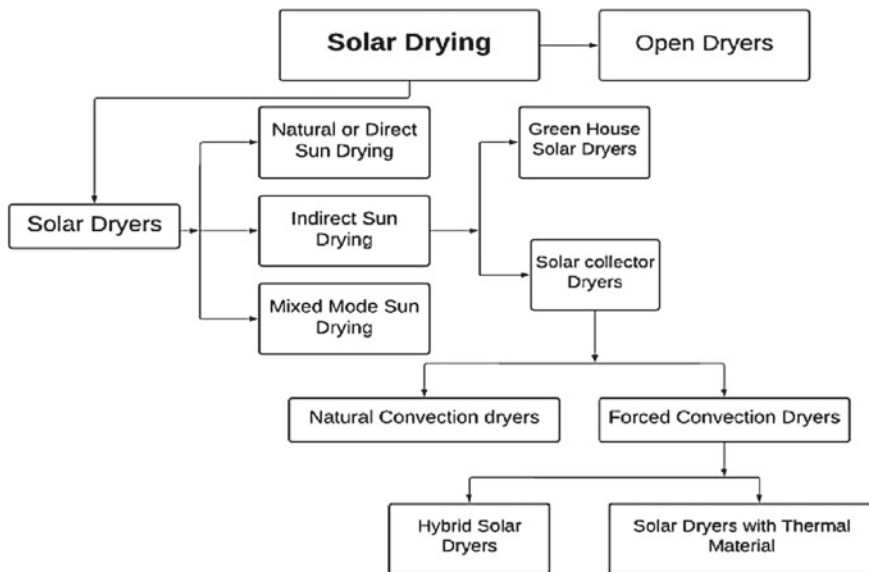 Solar Drying
Open Dryers
Natural or Direct
Sun Drying
Green House
Solar Dryers
Solar Dryers
Indirect Sun
Drying
Solar collector
Dryers
Mixed Mode Sun
Drying
Natural Convection dryers
Forced Convection Dryers
Hybrid Solar
Dryers
Solar Dryers with Thermal
Material